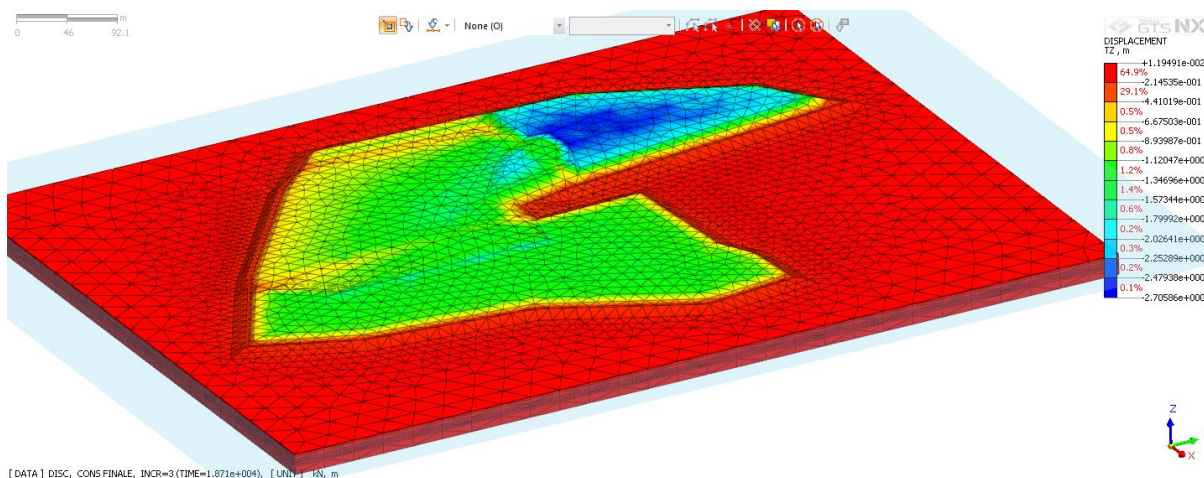 m
0 46 92.1
None (O)
GTS NX
DISPLACEMENT
TZ , m
+1.19491e-002
64.9%
-2.14535e-001
29.1%
-4.41019e-001
0.5%
-6.67503e-001
0.5%
-8.93987e-001
0.8%
-1.12047e+000
1.2%
-1.34696e+000
1.4%
-1.57344e+000
0.6%
-1.79992e+000
0.2%
-2.02641e+000
0.3%
-2.25289e+000
0.2%
-2.47938e+000
0.1%
-2.70586e+000
Z
X
[ DATA ] DISC, CONS FINALE, INCR=3 (TIME=1.871e+004), [ UNIT ] kN, m